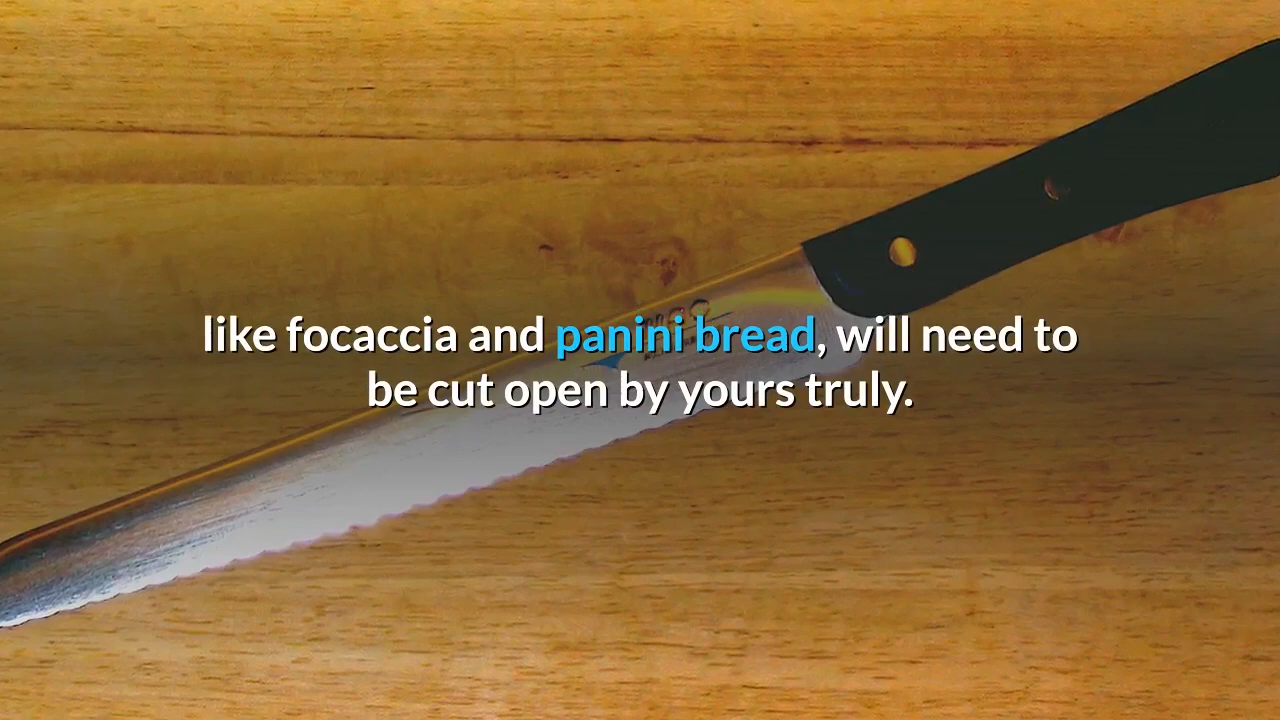 like focaccia and panini bread, will need to
be cut open by yours truly.